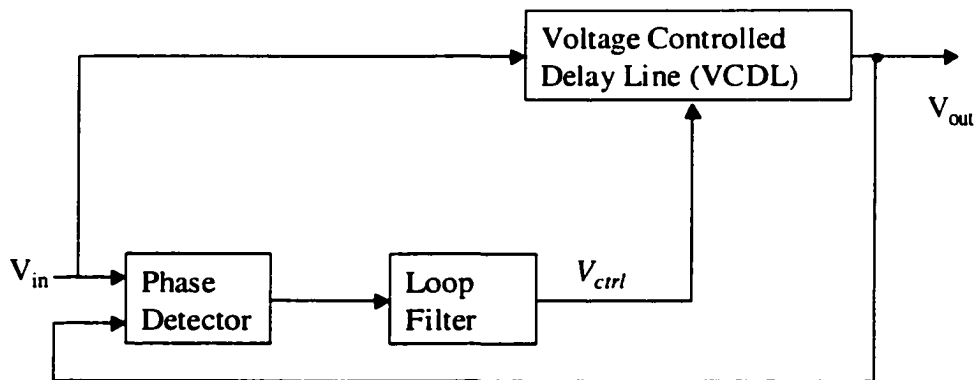 Voltage Controlled
Delay Line (VCDL)
V_out
V_in
Phase
Detector
Loop
Filter
V_ctrl